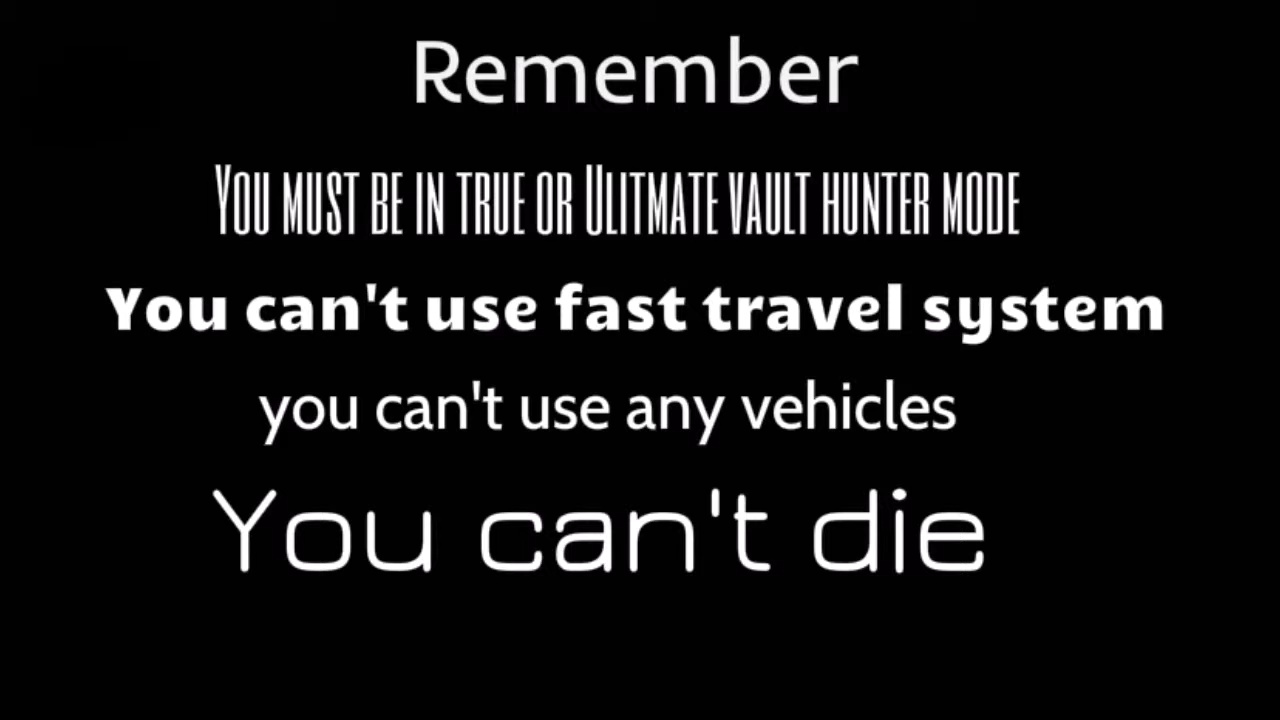 Remember
You must be in true or Ulitmate vault hunter mode
You can't use fast travel system
you can't use any vehicles
You can't die